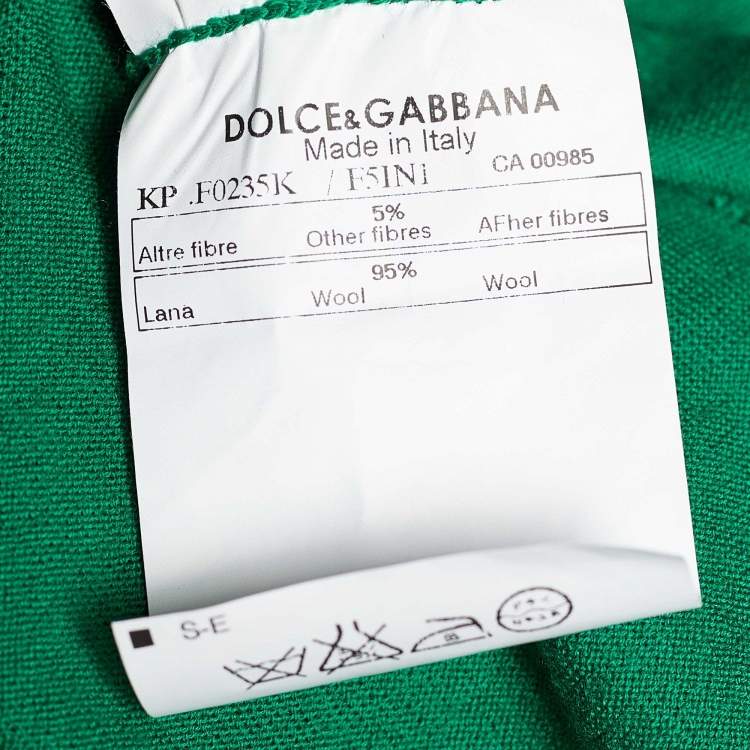 DOLCE&GABBANA
Made in Italy
KP .F0235K / F5IN1 CA 00985
5%
Altre fibre Other fibres AFher fibres
95%
Lana Wool Wool
S-E